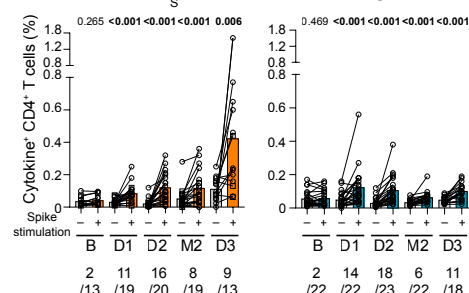 S
0.265 <0.001 <0.001 <0.001 0.006
0.469 <0.001 <0.001 <0.001 <0.001
Cytokine⁺ CD4⁺ T cells (%)
1.8
1.3
0.8
0.8
0.6
0.4
0.2
0
1.8
1.3
0.8
0.8
0.6
0.4
0.2
0
Spike stimulation
− + − + − + − + − +
− + − + − + − + − +
B D1 D2 M2 D3
B D1 D2 M2 D3
2 11 16 8 9
/13 /19 /20 /19 /13
2 14 18 6 11
/22 /22 /23 /22 /18